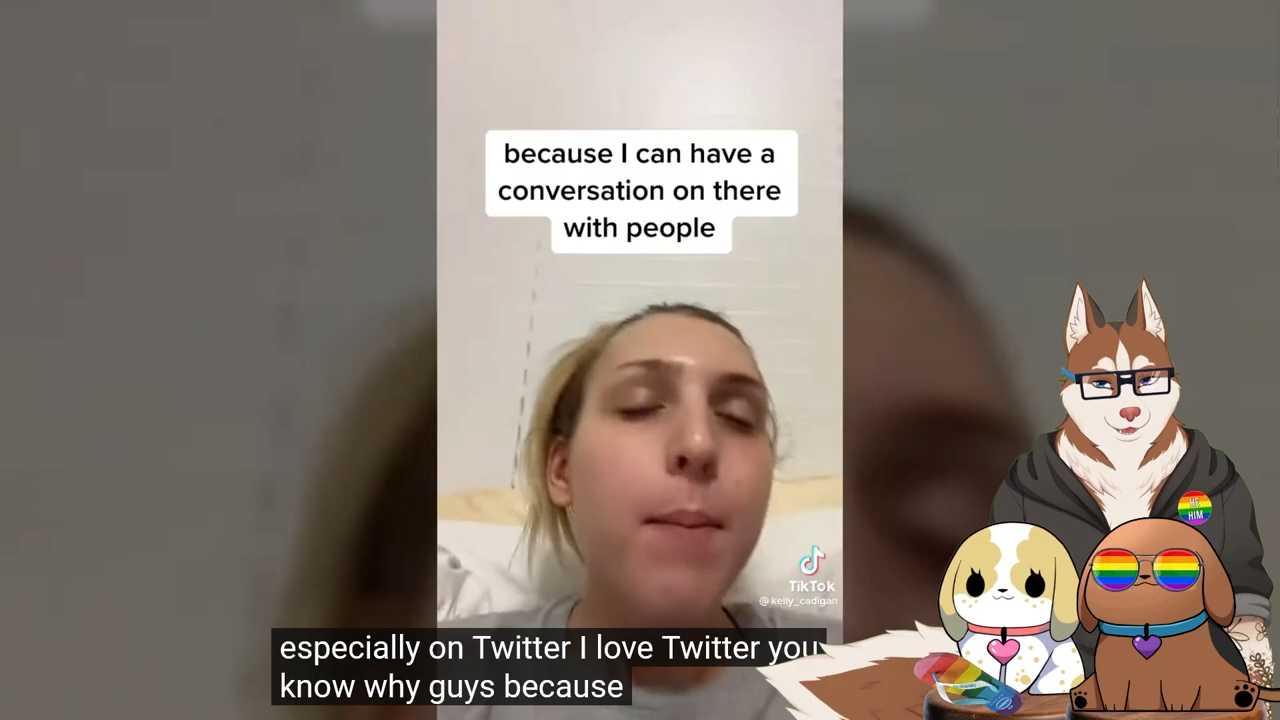 because I can have a
conversation on there
with people
TikTok
@kelly_cadigan
especially on Twitter I love Twitter you
know why guys because
HE
HIM